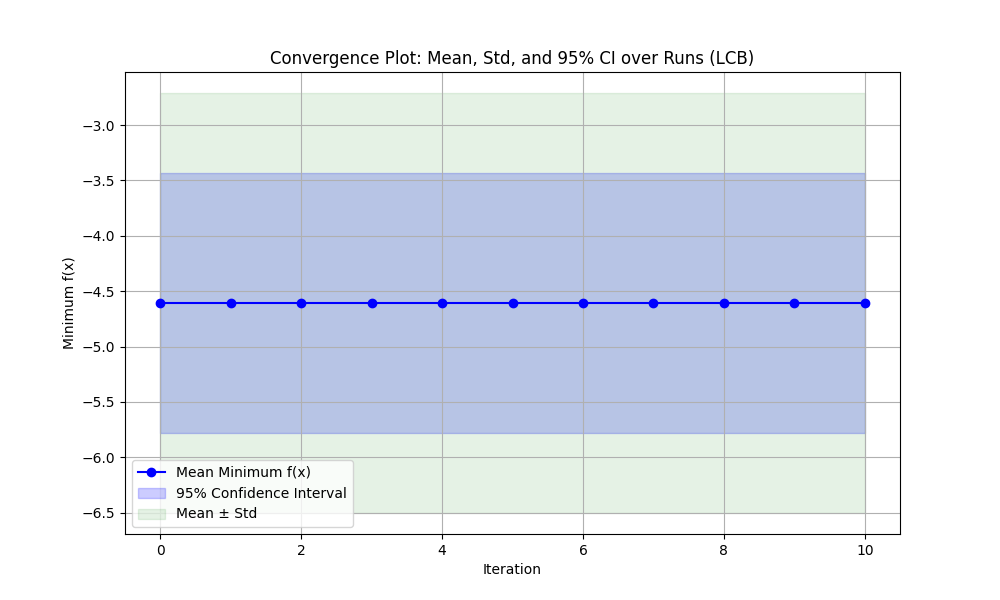 Convergence Plot: Mean, Std, and 95% CI over Runs (LCB)
Minimum f(x)
−3.0
−3.5
−4.0
−4.5
−5.0
−5.5
−6.0
−6.5
Mean Minimum f(x)
95% Confidence Interval
Mean ± Std
0 2 4 6 8 10
Iteration